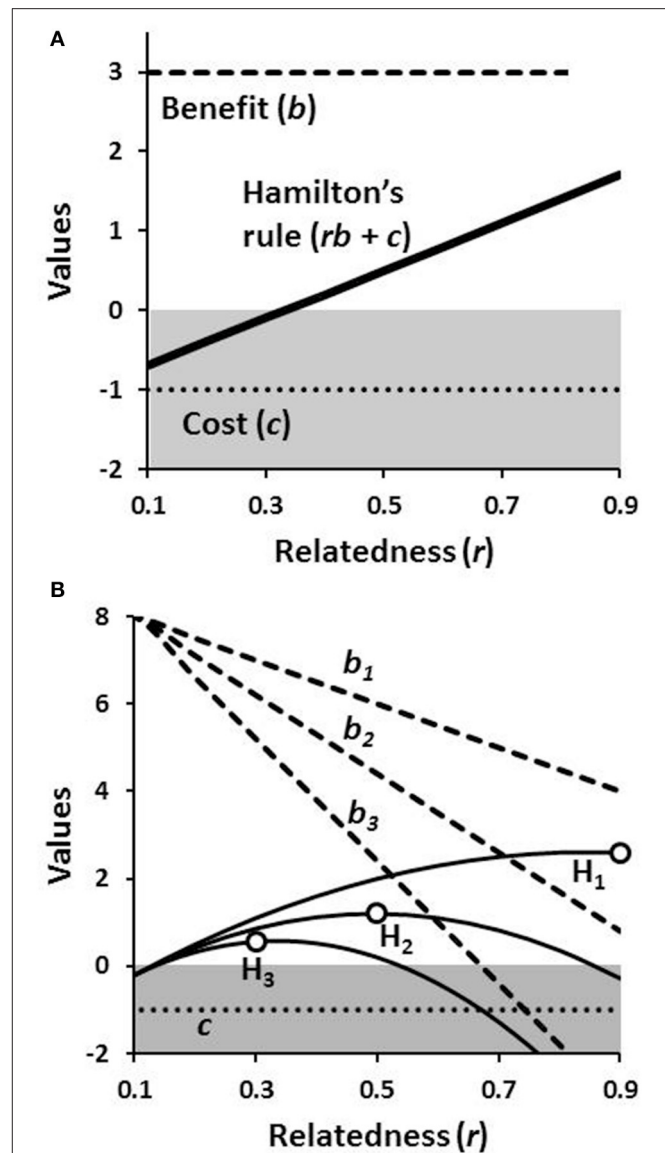 A
3
2
1
0
-1
-2
Values
Benefit (b)
Hamilton's
rule (rb + c)
Cost (c)
0.1 0.3 0.5 0.7 0.9
Relatedness (r)
B
8
6
4
2
0
-2
Values
b1
b2
b3
H1
H2
H3
c
0.1 0.3 0.5 0.7 0.9
Relatedness (r)